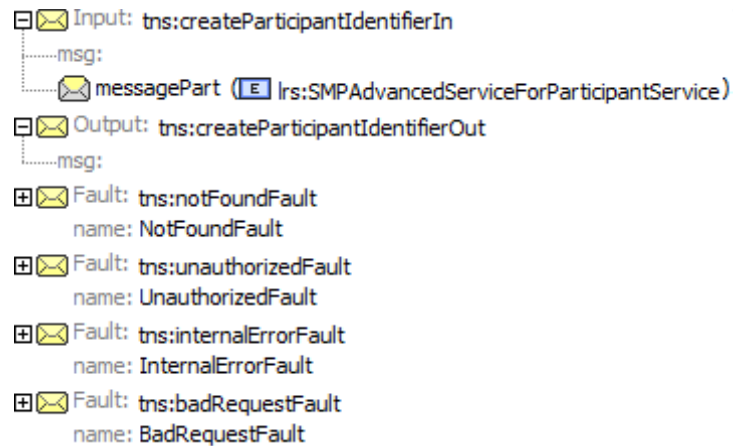 Input: tns:createParticipantIdentifierIn
msg:
messagePart (E lrs:SMPAdvancedServiceForParticipantService)
Output: tns:createParticipantIdentifierOut
msg:
Fault: tns:notFoundFault
name: NotFoundFault
Fault: tns:unauthorizedFault
name: UnauthorizedFault
Fault: tns:internalErrorFault
name: InternalErrorFault
Fault: tns:badRequestFault
name: BadRequestFault